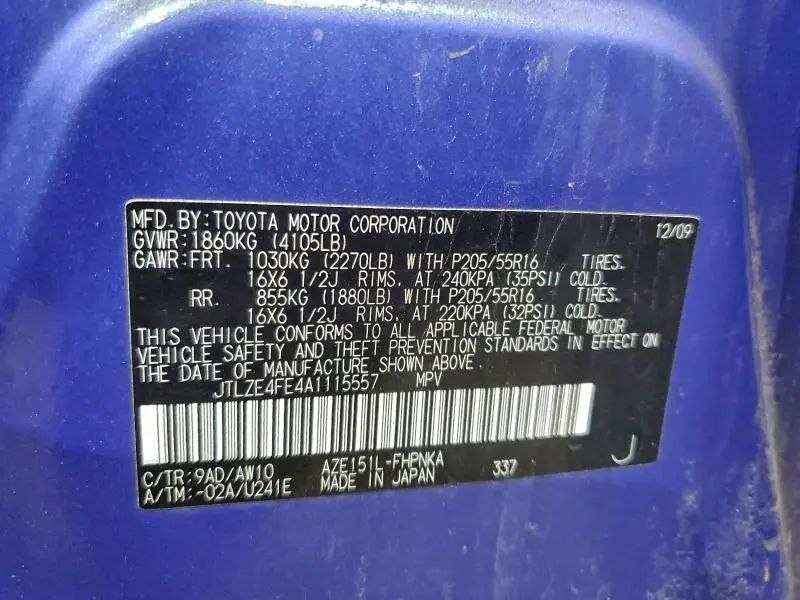 MFD.BY:TOYOTA MOTOR CORPORATION 12/09
GVWR:1860KG (4105LB)
GAWR:FRT. 1030KG (2270LB) WITH P205/55R16 TIRES.
16X6 1/2J RIMS. AT 240KPA (35PSI) COLD.
RR. 855KG (1880LB) WITH P205/55R16 TIRES.
16X6 1/2J RIMS. AT 220KPA (32PSI) COLD.
THIS VEHICLE CONFORMS TO ALL APPLICABLE FEDERAL MOTOR
VEHICLE SAFETY AND THEFT PREVENTION STANDARDS IN EFFECT ON
THE DATE OF MANUFACTURE SHOWN ABOVE.
JTLZE4FE4A1115557 MPV
C/TR:9AD/AW10 AZE151L-FHPNKA 337 J
A/TM:-02A/U241E MADE IN JAPAN